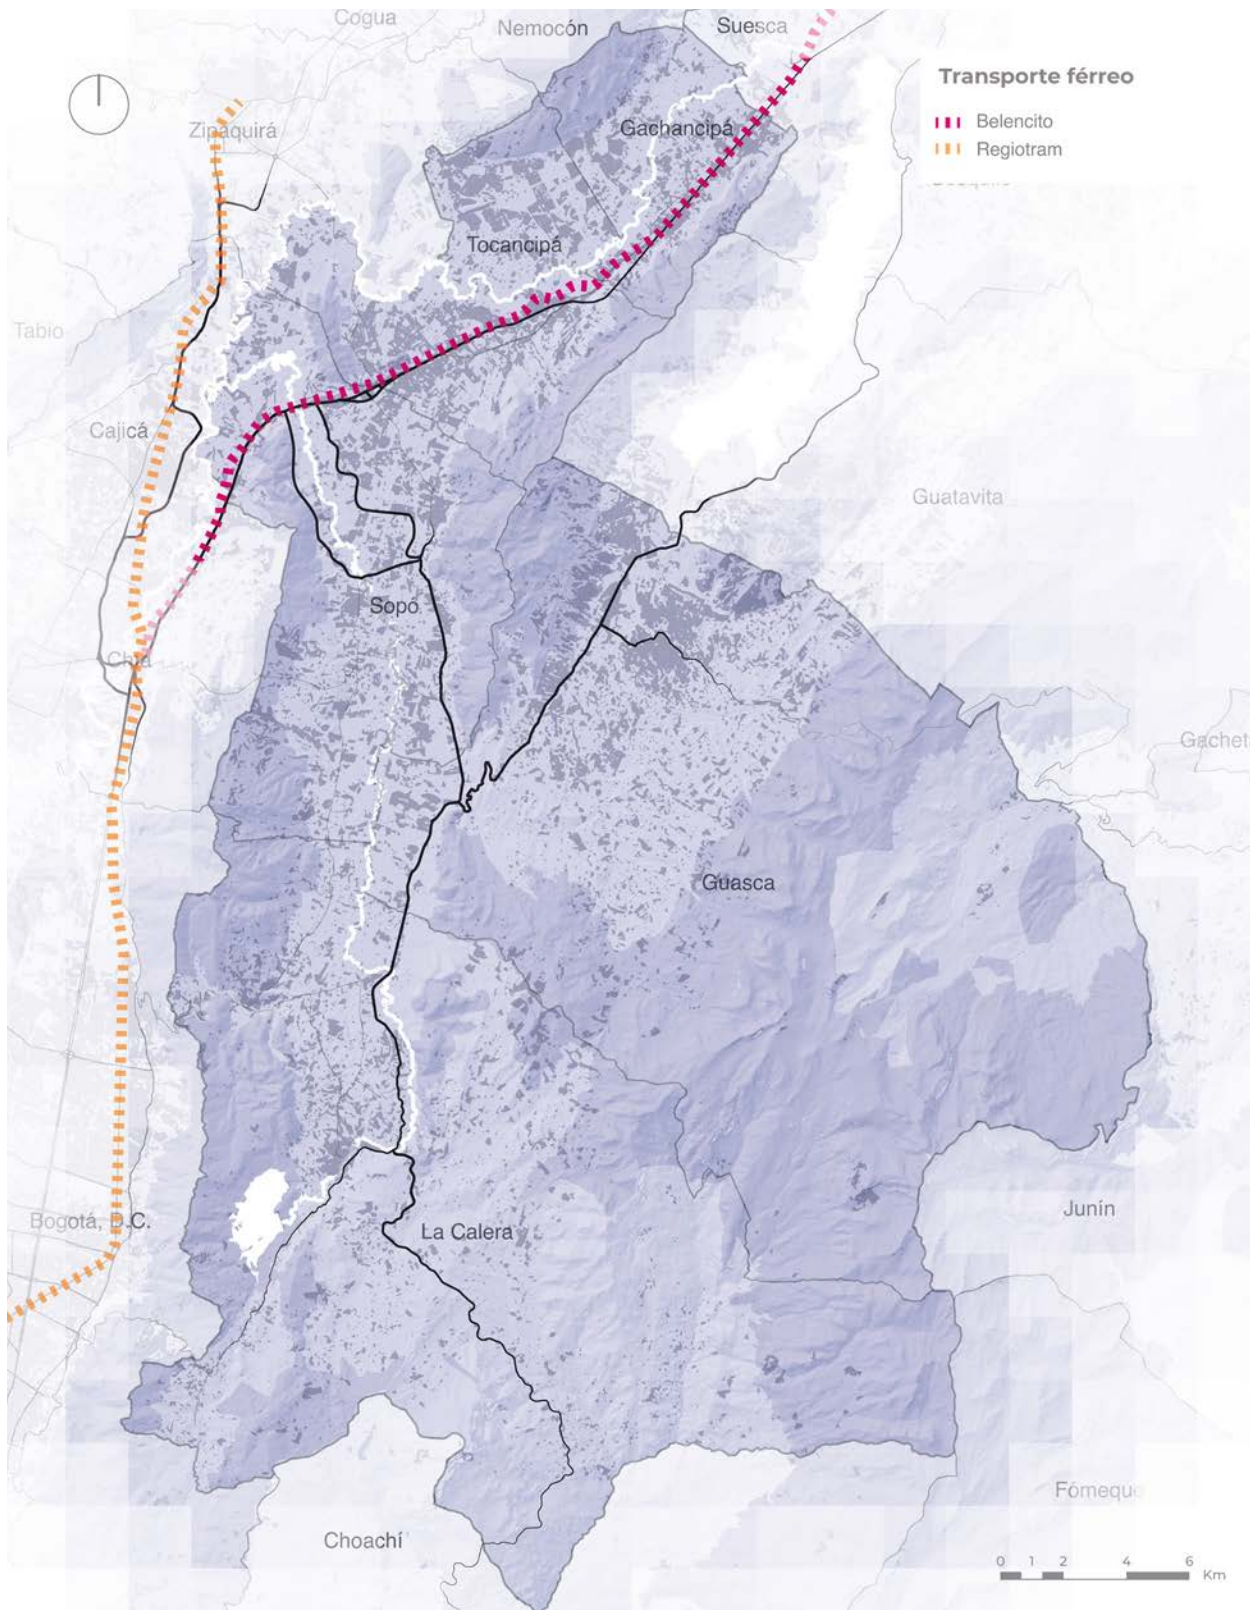 Cogua
Nemocón
Suesca
Transporte férreo
Belencito
Regiotram
Zipaquirá
Gachancipá
Tocancipá
Tabio
Cajicá
Guatavita
Sopó
Chía
Gachet
Guasca
Bogotá, D.C.
La Calera
Junín
Fómeque
Choachí
0 1 2 4 6
Km